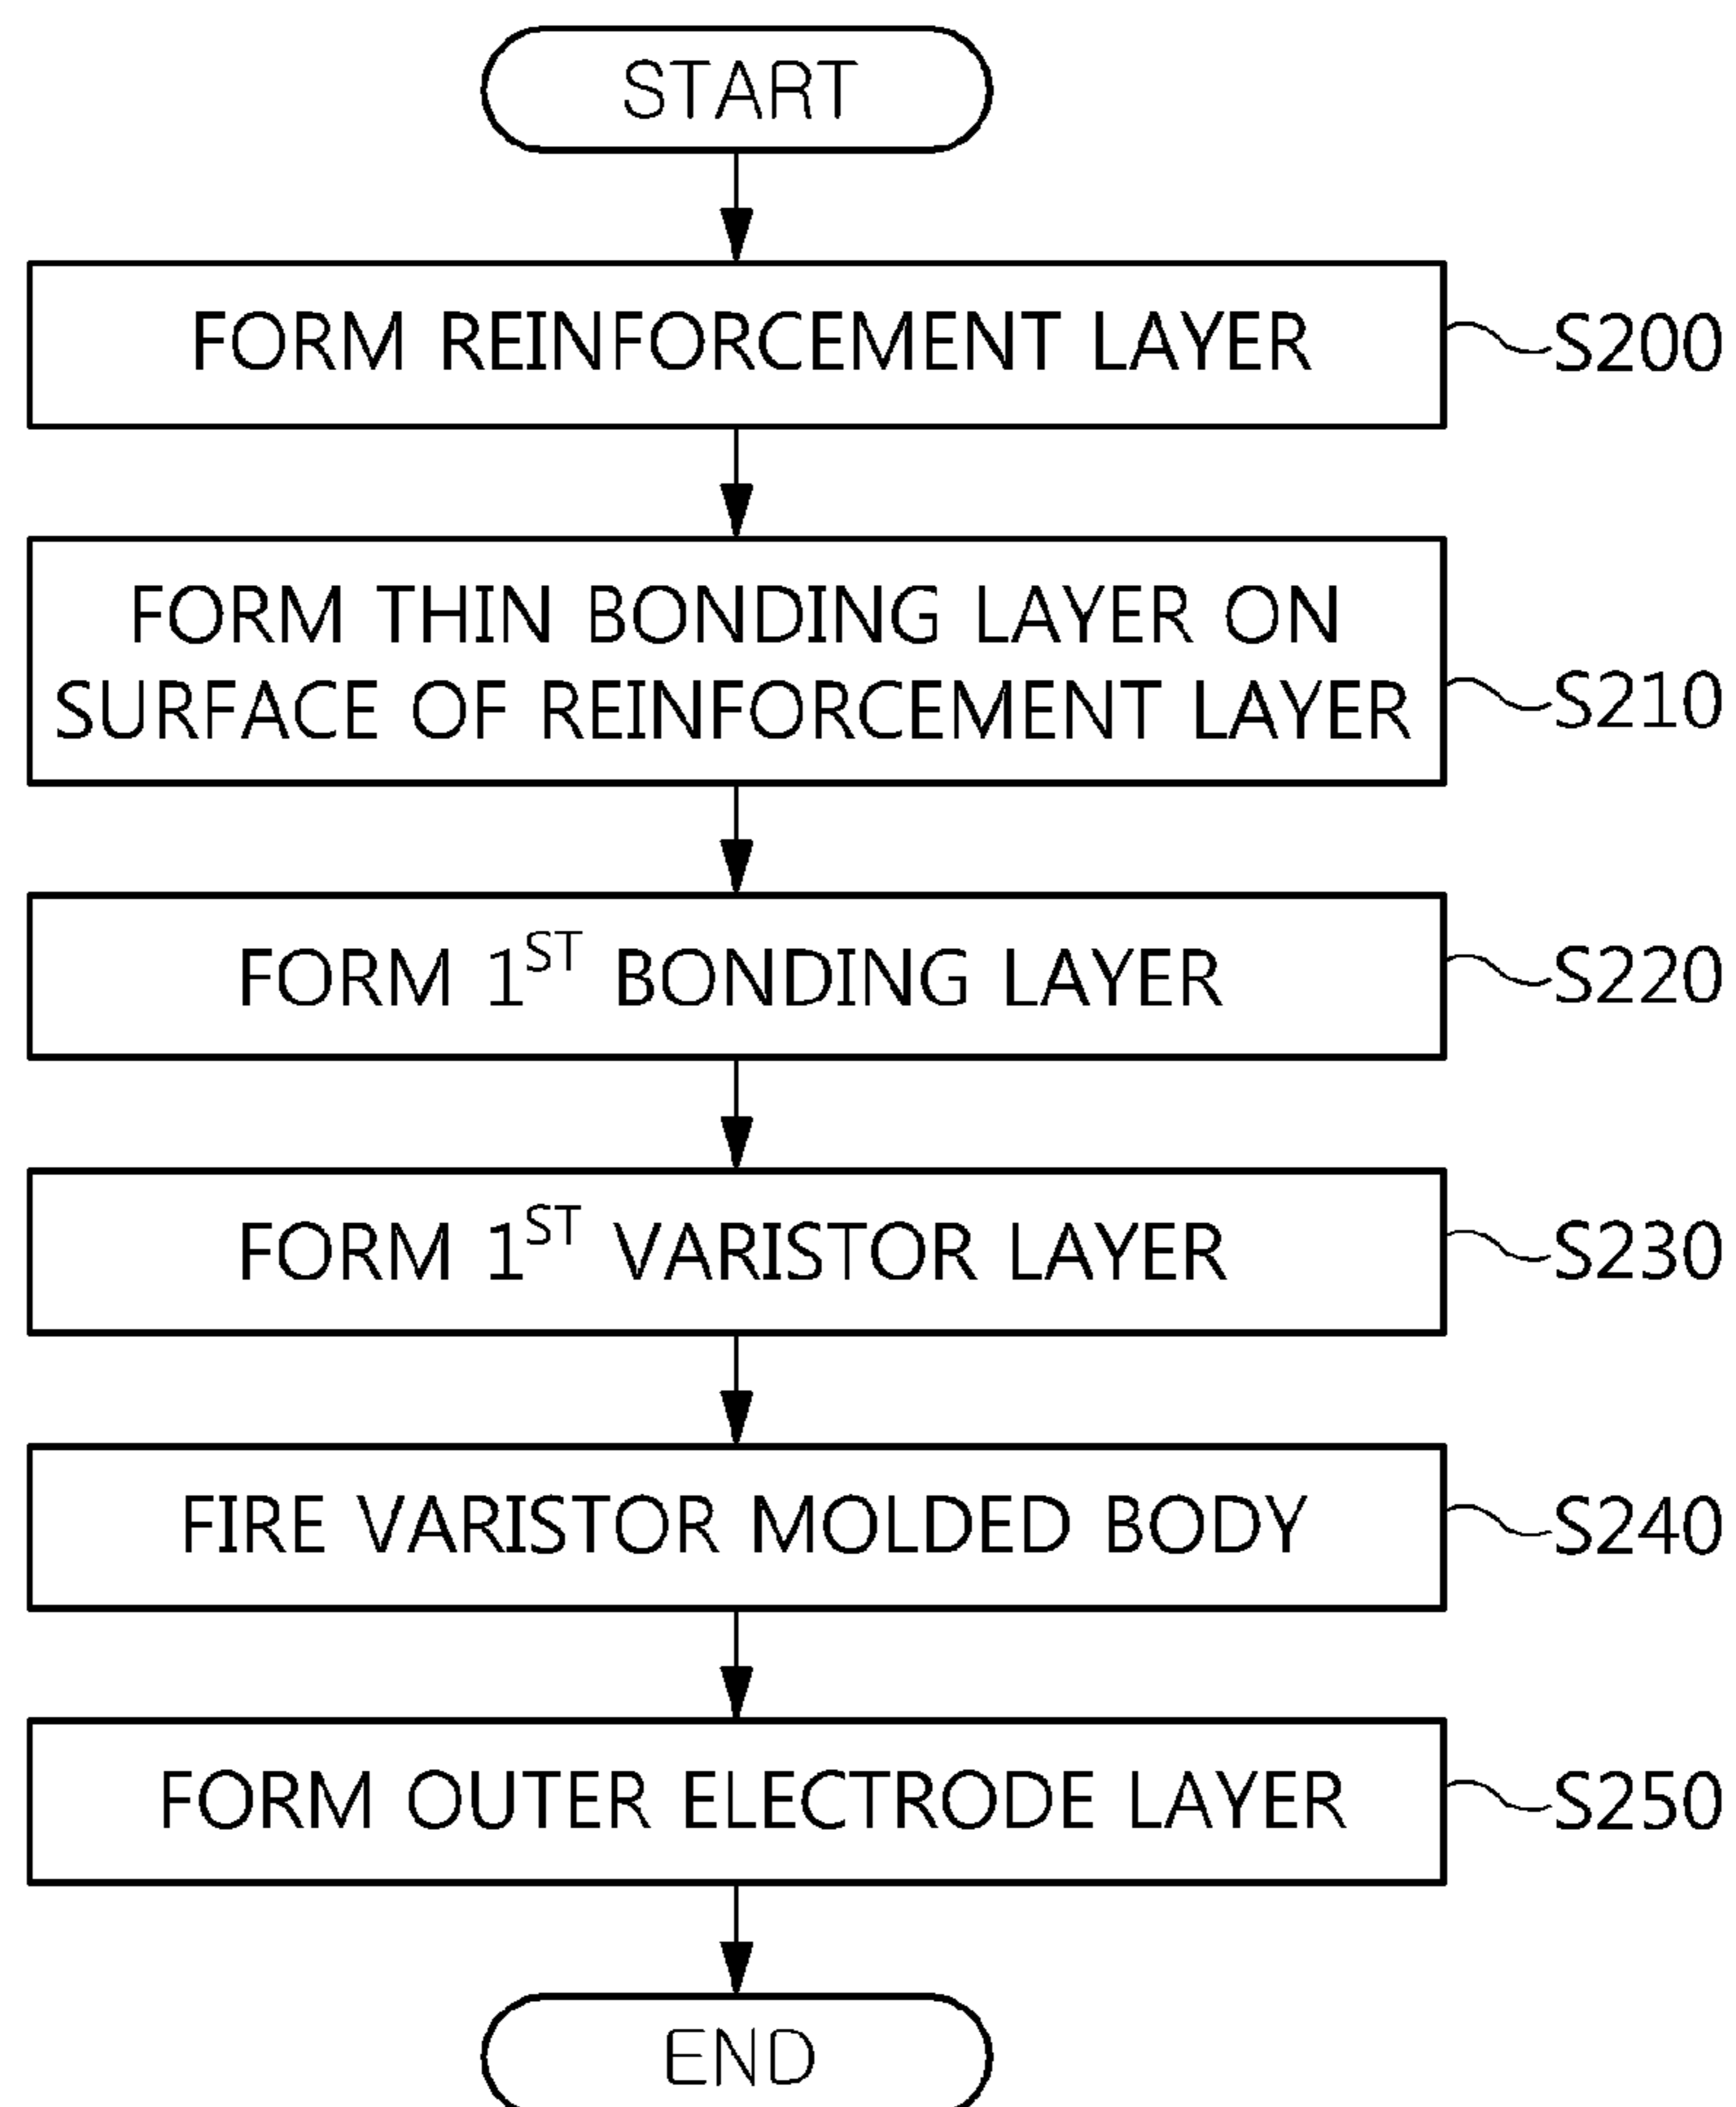 START
FORM REINFORCEMENT LAYER
S200
FORM THIN BONDING LAYER ON
SURFACE OF REINFORCEMENT LAYER
S210
FORM 1ST BONDING LAYER
S220
FORM 1ST VARISTOR LAYER
S230
FIRE VARISTOR MOLDED BODY
S240
FORM OUTER ELECTRODE LAYER
S250
END